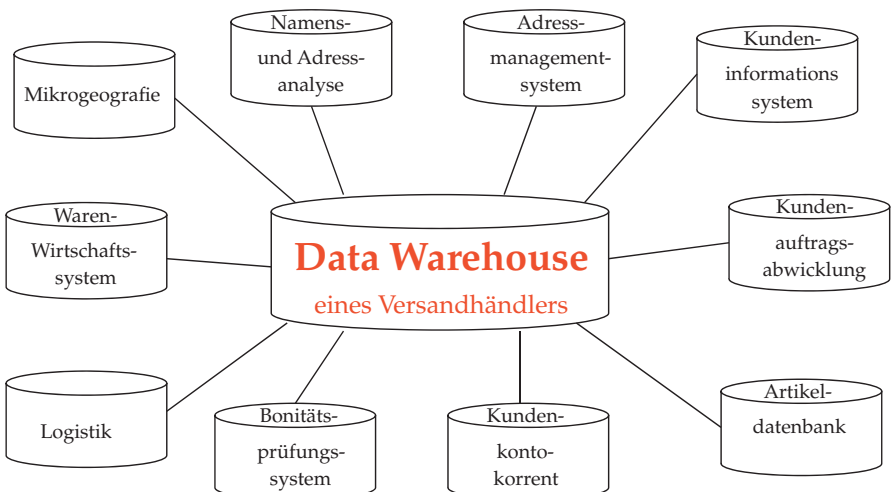 Mikrogeografie
Namens-
und Adress-
analyse
Adress-
management-
system
Kunden-
informations
system
Waren-
Wirtschafts-
system
Data Warehouse
eines Versandhändlers
Kunden-
auftrags-
abwicklung
Logistik
Bonitäts-
prüfungs-
system
Kunden-
konto-
korrent
Artikel-
datenbank